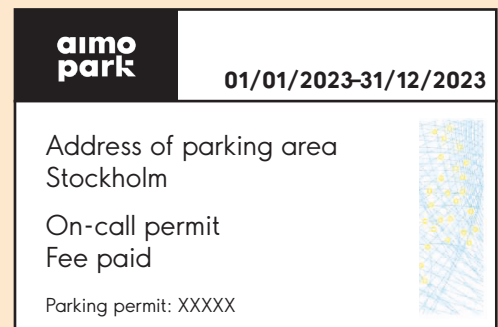 aimo
park
01/01/2023–31/12/2023
Address of parking area
Stockholm
On-call permit
Fee paid
Parking permit: XXXXX